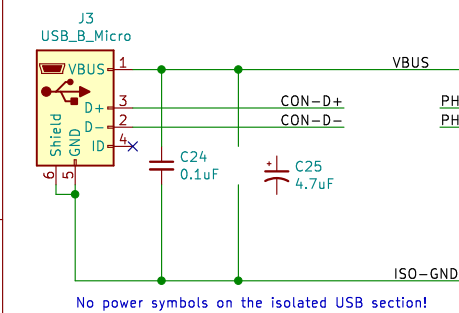 J3
USB_B_Micro
VBUS 1
VBUS
D+ 3
CON-D+
PH
D- 2
CON-D-
PH
ID 4
Shield
GND
6
5
C24
0.1uF
+
C25
4.7uF
ISO-GND
No power symbols on the isolated USB section!